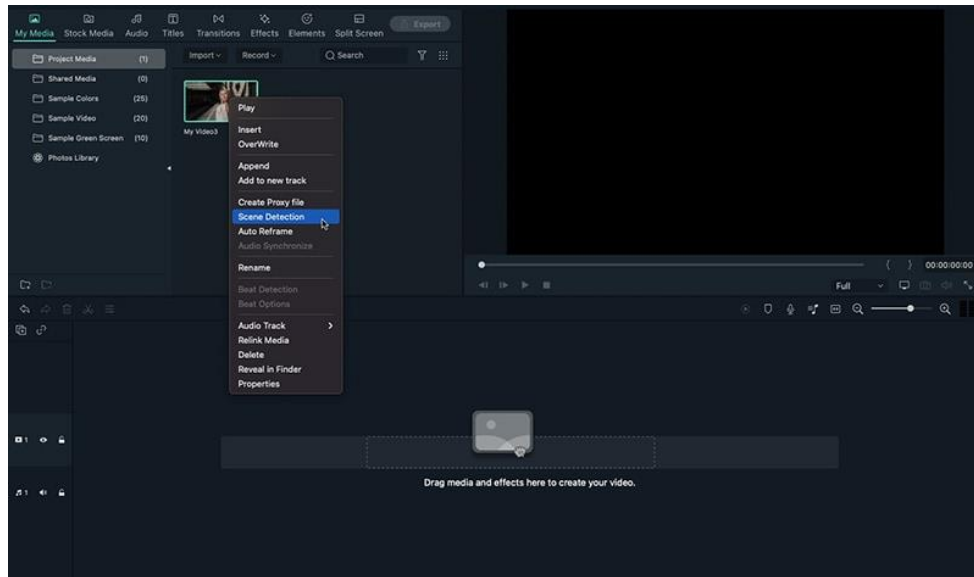 My Media Stock Media Audio Titles Transitions Effects Elements Split Screen Export
Project Media (1)
Shared Media (0)
Sample Colors (25)
Sample Video (20)
Sample Green Screen (10)
Photos Library
Import Record Search
My Video3
Play
Insert
OverWrite
Append
Add to new track
Create Proxy file
Scene Detection
Auto Reframe
Audio Synchronize
Rename
Beat Detection
Beat Options
Audio Track
Relink Media
Delete
Reveal in Finder
Properties
{ } 00:00:00:00
Full
1
1
Drag media and effects here to create your video.